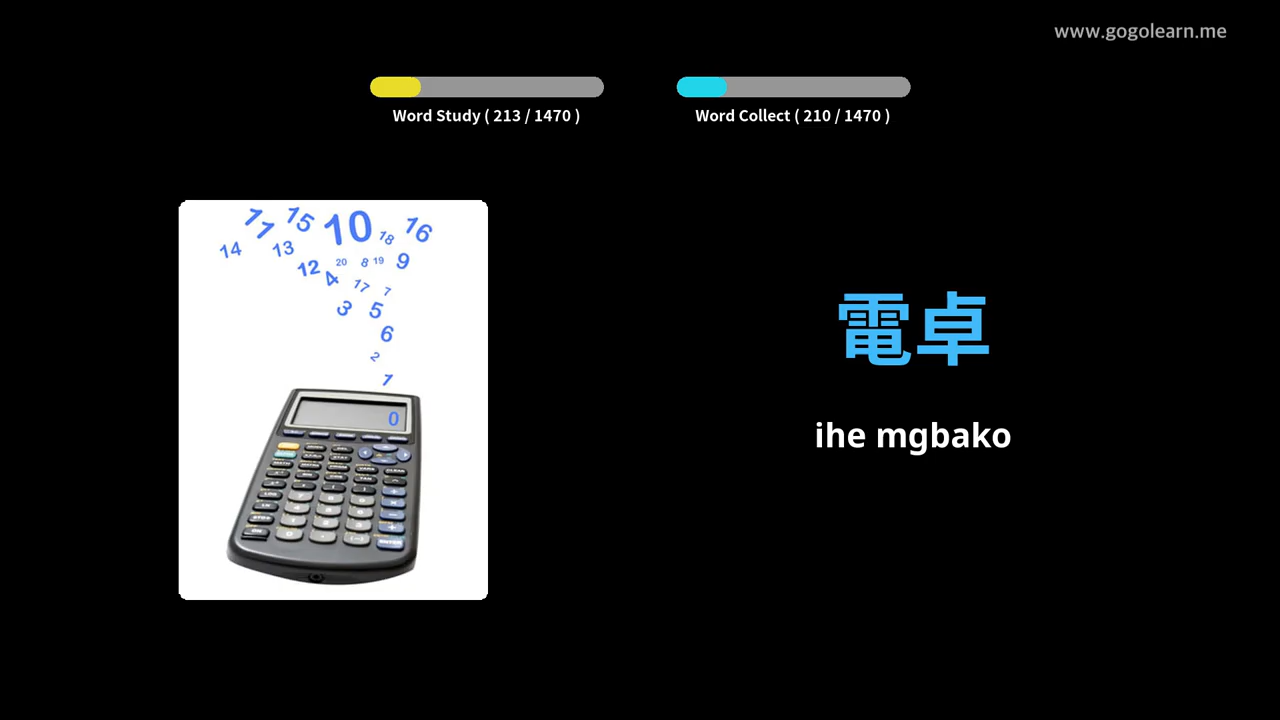 www.gogolearn.me
Word Study ( 213 / 1470 )
Word Collect ( 210 / 1470 )
11 15 10 18 16
14 13 12 20 8 19 9
4 17 7
3 5
6
2
1
0
電卓
ihe mgbako